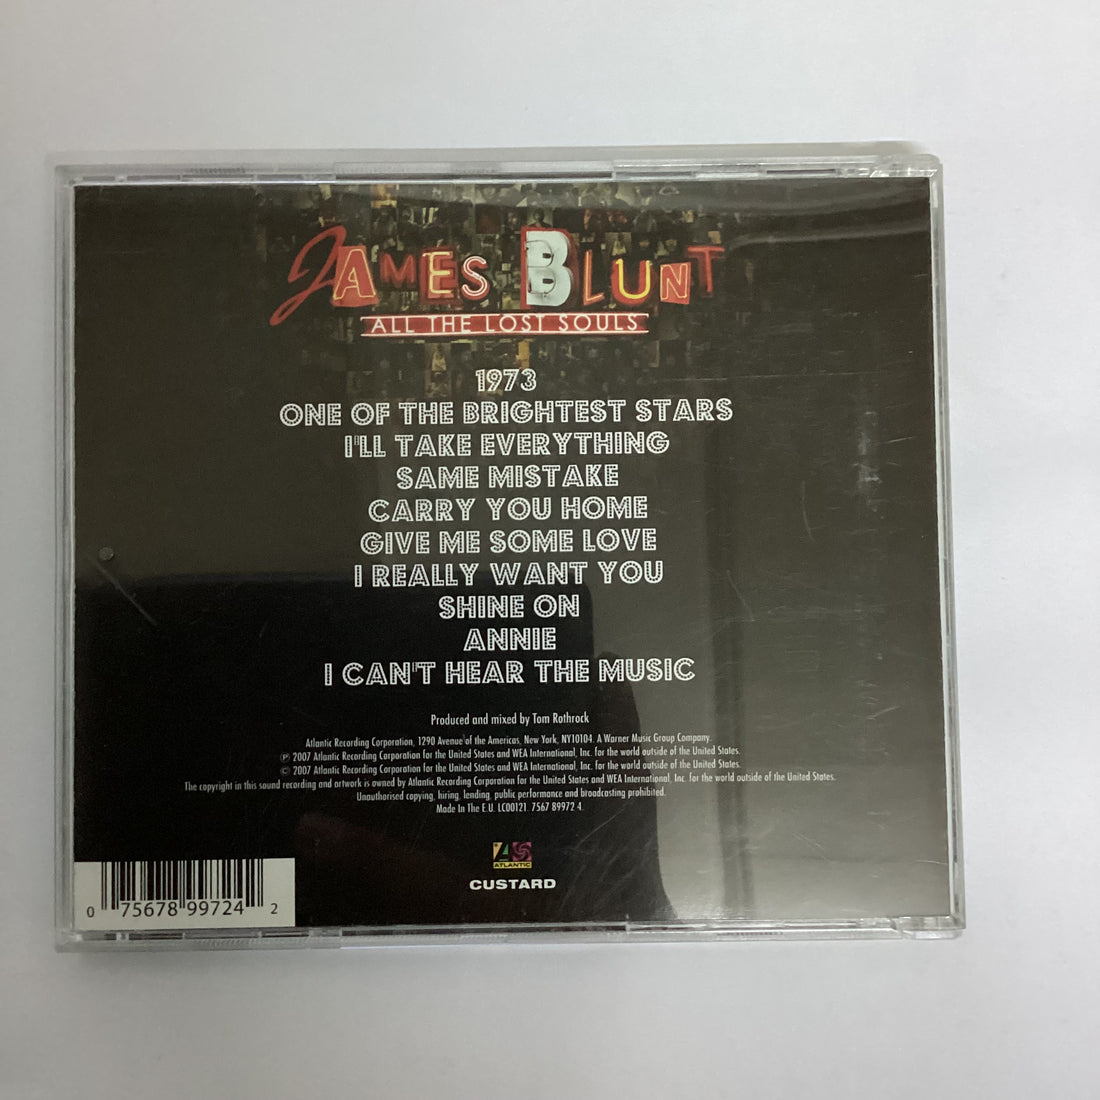 JAMES BLUNT
ALL THE LOST SOULS
1973
ONE OF THE BRIGHTEST STARS
I'LL TAKE EVERYTHING
SAME MISTAKE
CARRY YOU HOME
GIVE ME SOME LOVE
I REALLY WANT YOU
SHINE ON
ANNIE
I CAN'T HEAR THE MUSIC
Produced and mixed by Tom Rothrock
Atlantic Recording Corporation, 1290 Avenue of the Americas, New York, NY10104. A Warner Music Group Company.
℗ 2007 Atlantic Recording Corporation for the United States and WEA International, Inc. for the world outside of the United States.
© 2007 Atlantic Recording Corporation for the United States and WEA International, Inc. for the world outside of the United States.
The copyright in this sound recording and artwork is owned by Atlantic Recording Corporation for the United States and WEA International, Inc. for the world outside of the United States.
Unauthorised copying, hiring, lending, public performance and broadcasting prohibited.
Made In The E.U. LC00121. 7567 89972 4.
ATLANTIC
CUSTARD
0 75678 99724 2